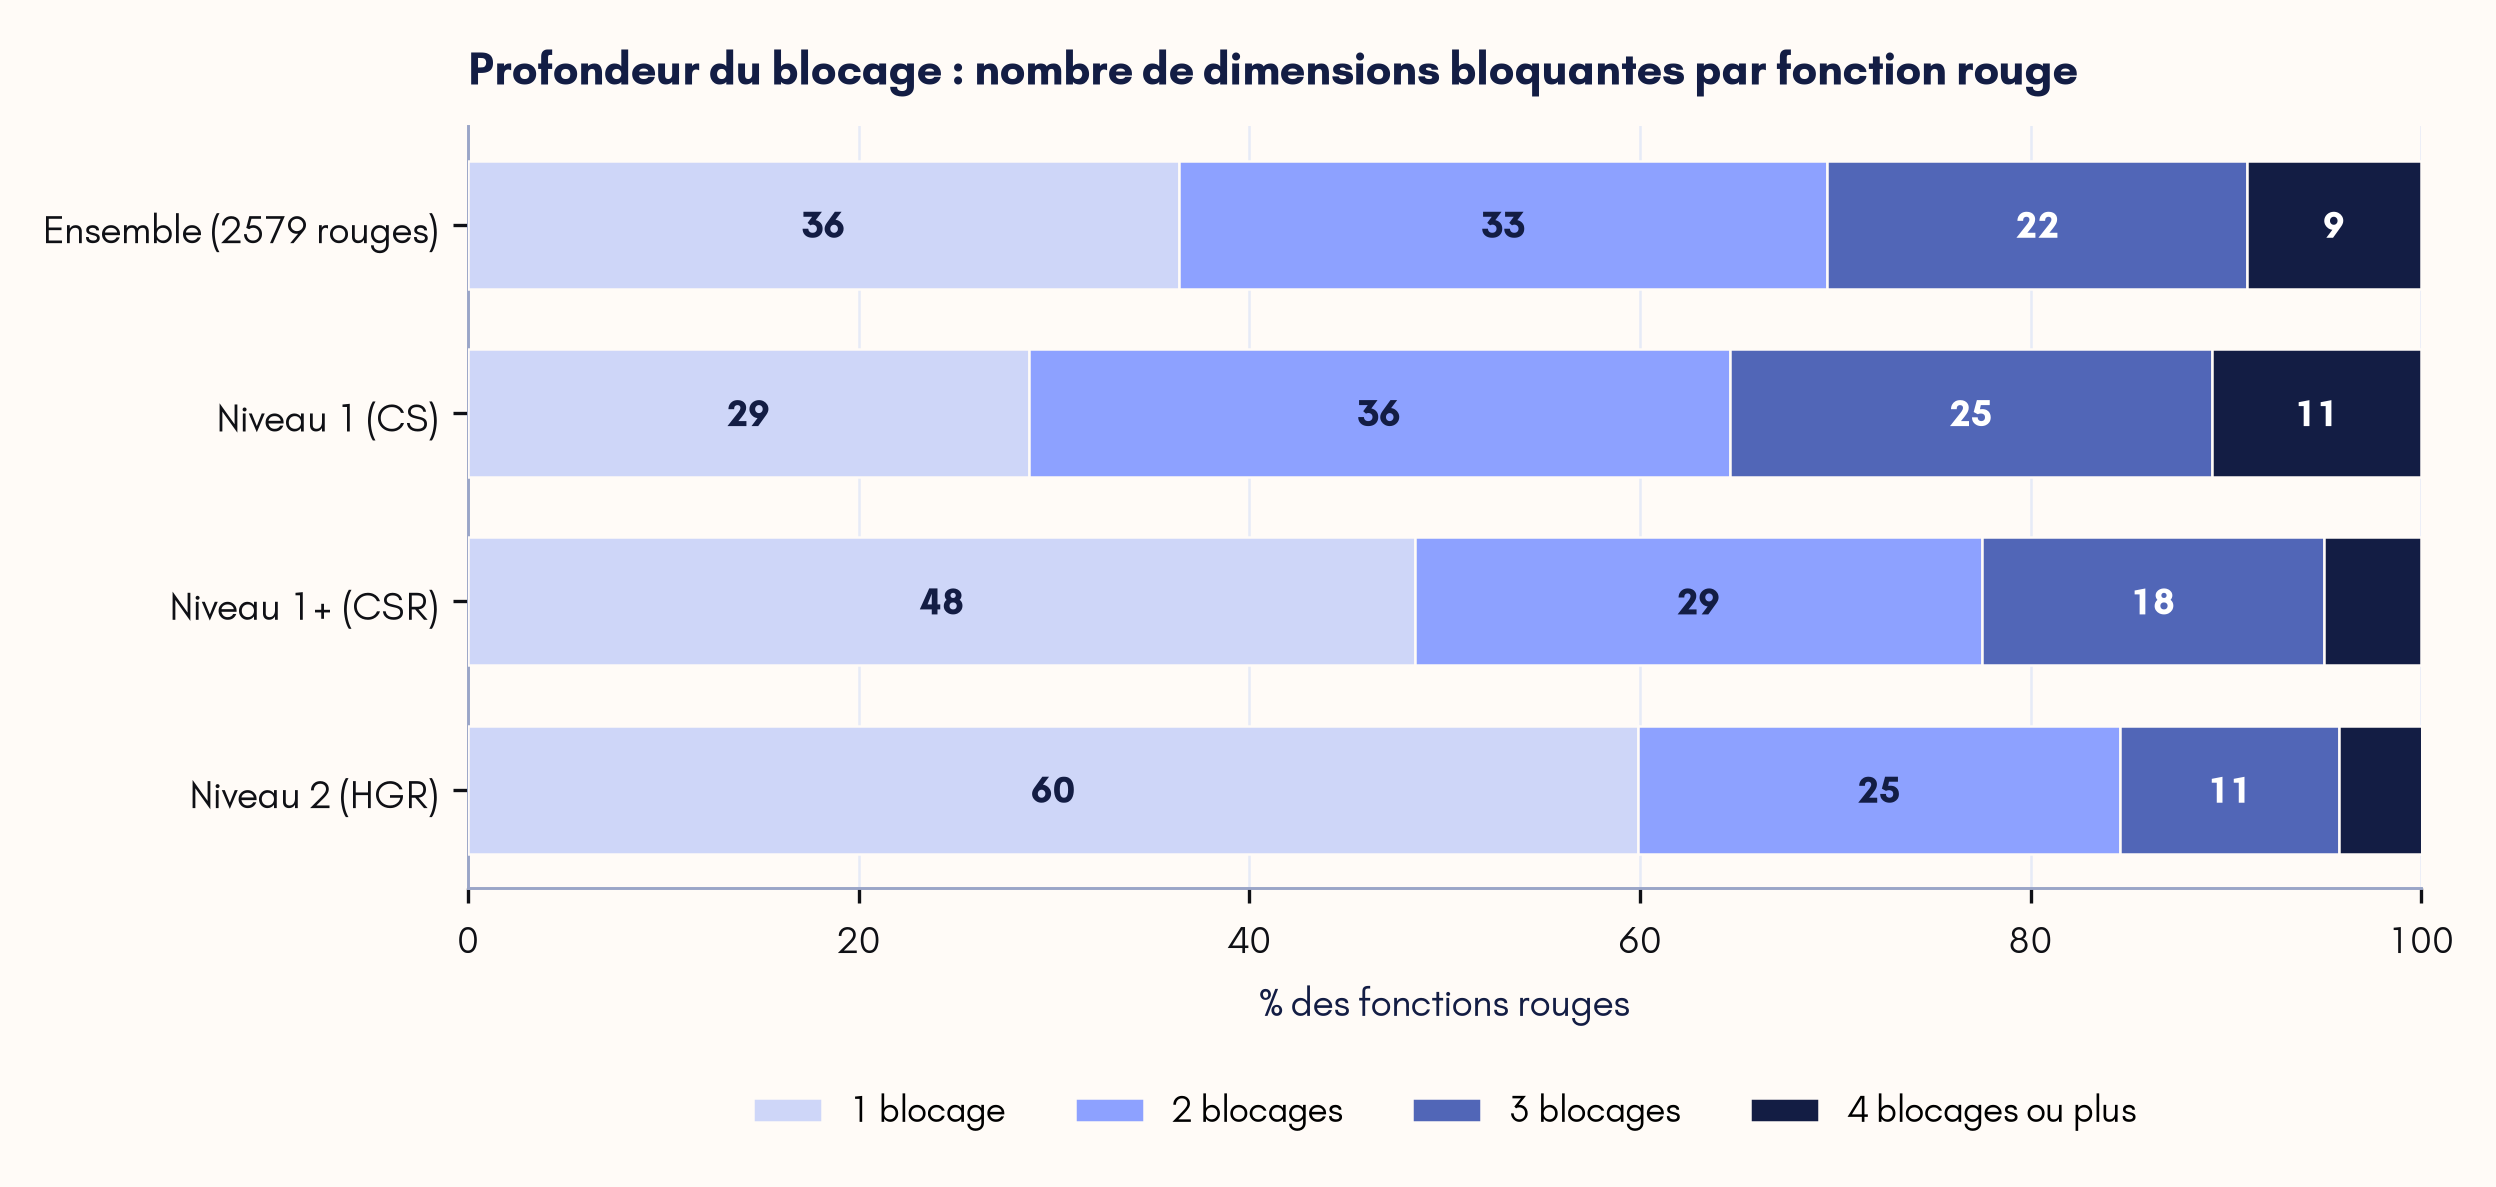 Profondeur du blocage : nombre de dimensions bloquantes par fonction rouge
Ensemble (2579 rouges) 36 33 22 9
Niveau 1 (CS) 29 36 25 11
Niveau 1+ (CSR) 48 29 18
Niveau 2 (HGR) 60 25 11
0 20 40 60 80 100
% des fonctions rouges
1 blocage 2 blocages 3 blocages 4 blocages ou plus